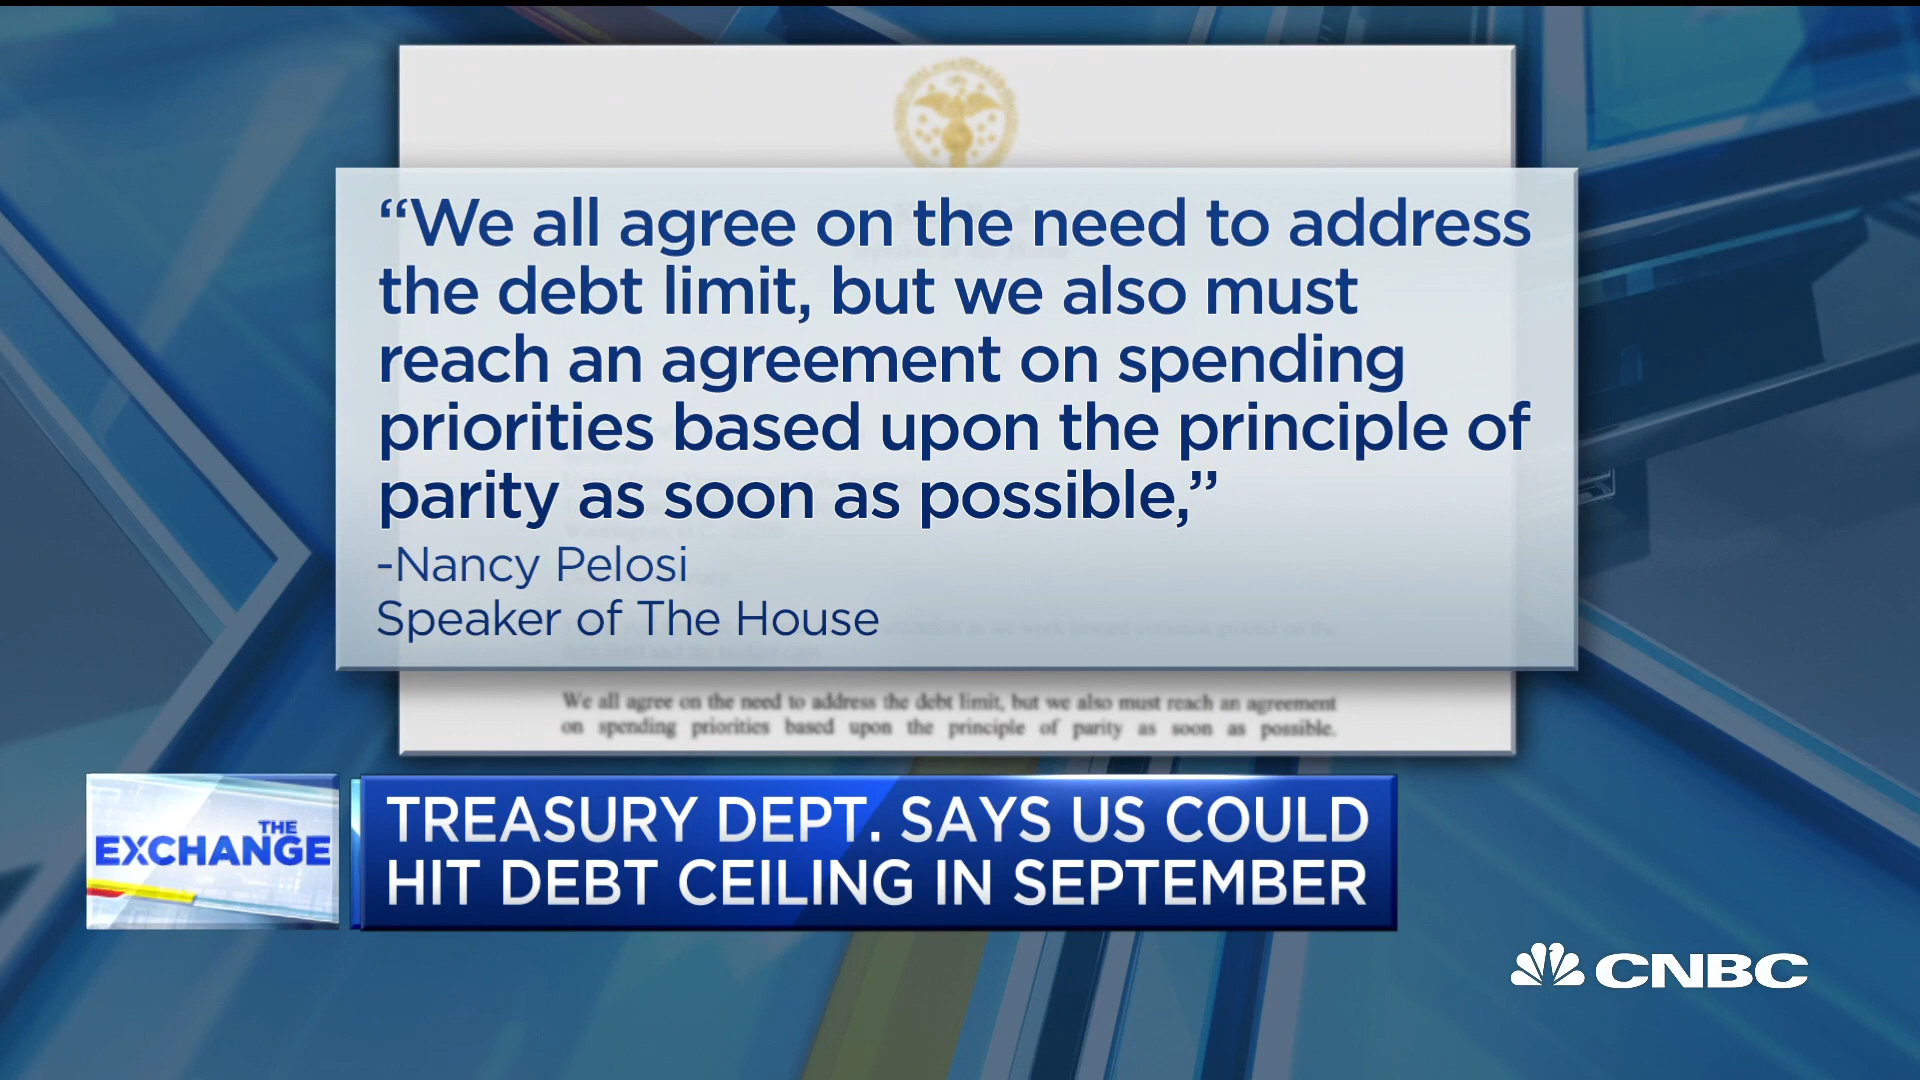 “We all agree on the need to address
the debt limit, but we also must
reach an agreement on spending
priorities based upon the principle of
parity as soon as possible,”
-Nancy Pelosi
Speaker of The House
We all agree on the need to address the debt limit, but we also must reach an agreement
on spending priorities based upon the principle of parity as soon as possible.
THE
EXCHANGE
TREASURY DEPT. SAYS US COULD
HIT DEBT CEILING IN SEPTEMBER
CNBC